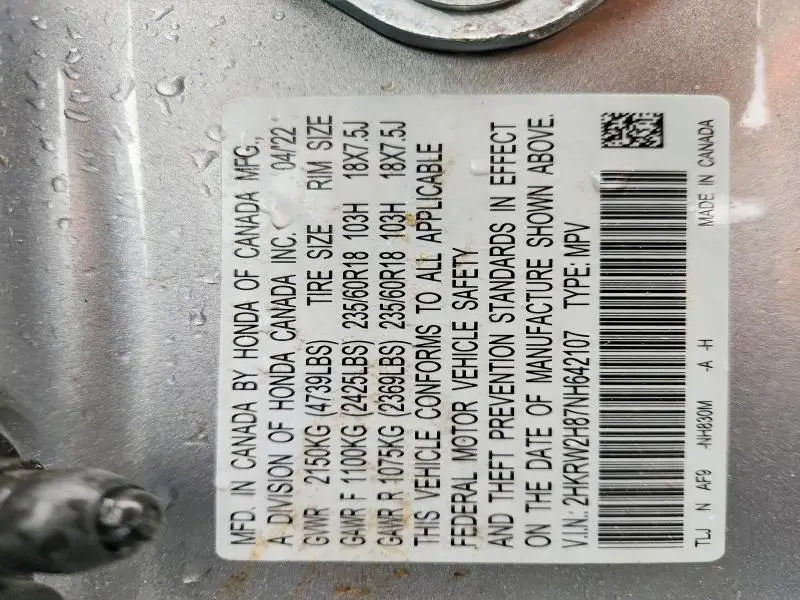 MFD. IN CANADA BY HONDA OF CANADA MFG.,
A DIVISION OF HONDA CANADA INC. 04/22
GVWR 2150KG (4739LBS) TIRE SIZE RIM SIZE
GAWR F 1100KG (2425LBS) 235/60R18 103H 18X7.5J
GAWR R 1075KG (2369LBS) 235/60R18 103H 18X7.5J
THIS VEHICLE CONFORMS TO ALL APPLICABLE
FEDERAL MOTOR VEHICLE SAFETY
AND THEFT PREVENTION STANDARDS IN EFFECT
ON THE DATE OF MANUFACTURE SHOWN ABOVE.
V.I.N.: 2HKRW2H87NH642107 TYPE: MPV
TLJ N AF9 -NH830M -A -H MADE IN CANADA